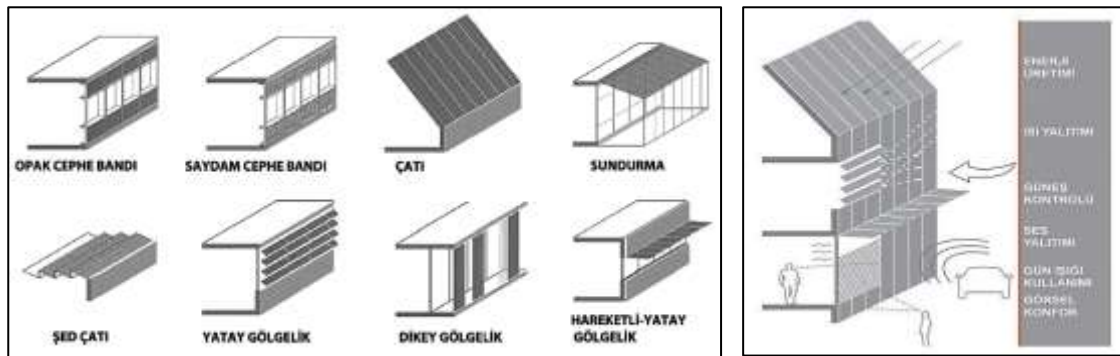 OPAK CEPHE BANDI
SAYDAM CEPHE BANDI
ÇATI
SUNDURMA
ŞED ÇATI
YATAY GÖLGELİK
DİKEY GÖLGELİK
HAREKETLİ-YATAY
GÖLGELİK
ENERJİ
ÜRETİMİ
ISI YALITIMI
GÜNEŞ
KONTROLÜ
SES
YALITIMI
GÜN IŞIĞI
KULLANIMI
GÖRSEL
KONFOR